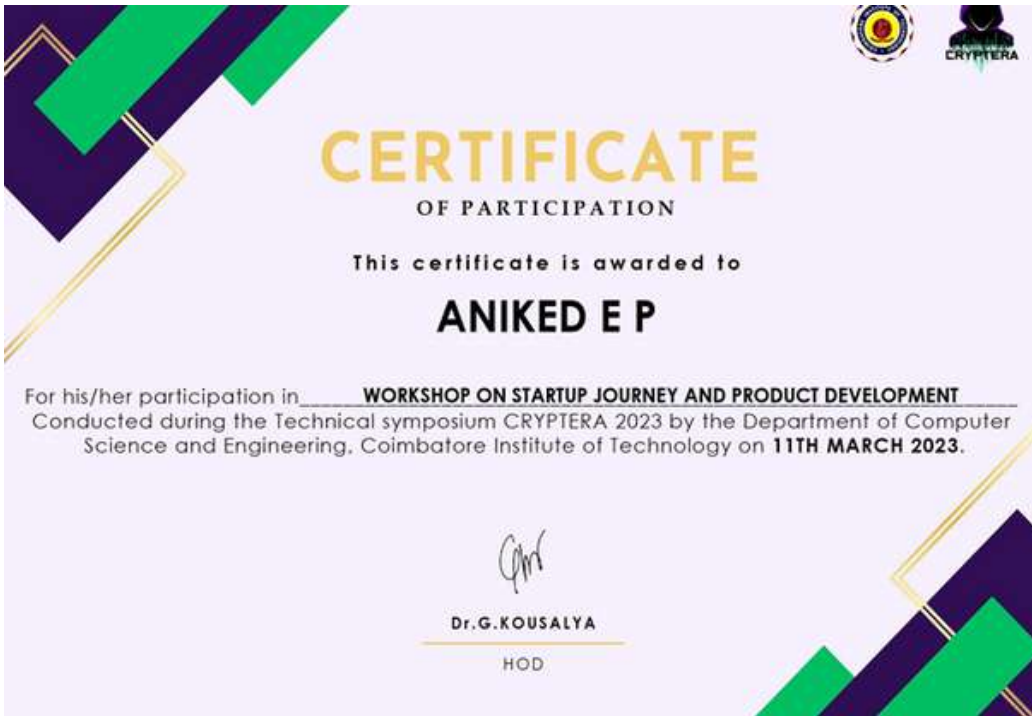 CRYPTERA
CERTIFICATE
OF PARTICIPATION
This certificate is awarded to
ANIKED E P
For his/her participation in WORKSHOP ON STARTUP JOURNEY AND PRODUCT DEVELOPMENT
Conducted during the Technical symposium CRYPTERA 2023 by the Department of Computer
Science and Engineering, Coimbatore Institute of Technology on 11TH MARCH 2023.
Dr.G.KOUSALYA
HOD